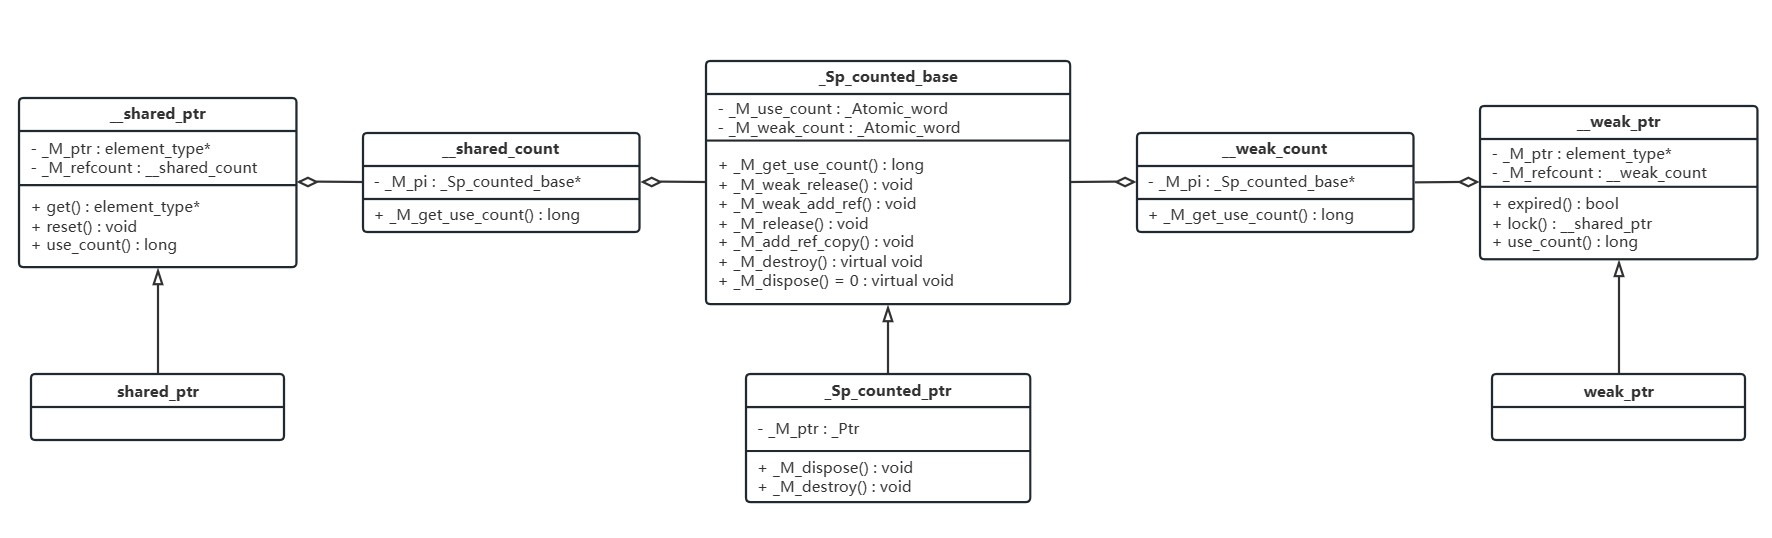 __shared_ptr
- _M_ptr : element_type*
- _M_refcount : __shared_count
+ get() : element_type*
+ reset() : void
+ use_count() : long
shared_ptr
__shared_count
- _M_pi : _Sp_counted_base*
+ _M_get_use_count() : long
_Sp_counted_base
- _M_use_count : _Atomic_word
- _M_weak_count : _Atomic_word
+ _M_get_use_count() : long
+ _M_weak_release() : void
+ _M_weak_add_ref() : void
+ _M_release() : void
+ _M_add_ref_copy() : void
+ _M_destroy() : virtual void
+ _M_dispose() = 0 : virtual void
_Sp_counted_ptr
- _M_ptr : _Ptr
+ _M_dispose() : void
+ _M_destroy() : void
__weak_count
- _M_pi : _Sp_counted_base*
+ _M_get_use_count() : long
__weak_ptr
- _M_ptr : element_type*
- _M_refcount : __weak_count
+ expired() : bool
+ lock() : __shared_ptr
+ use_count() : long
weak_ptr